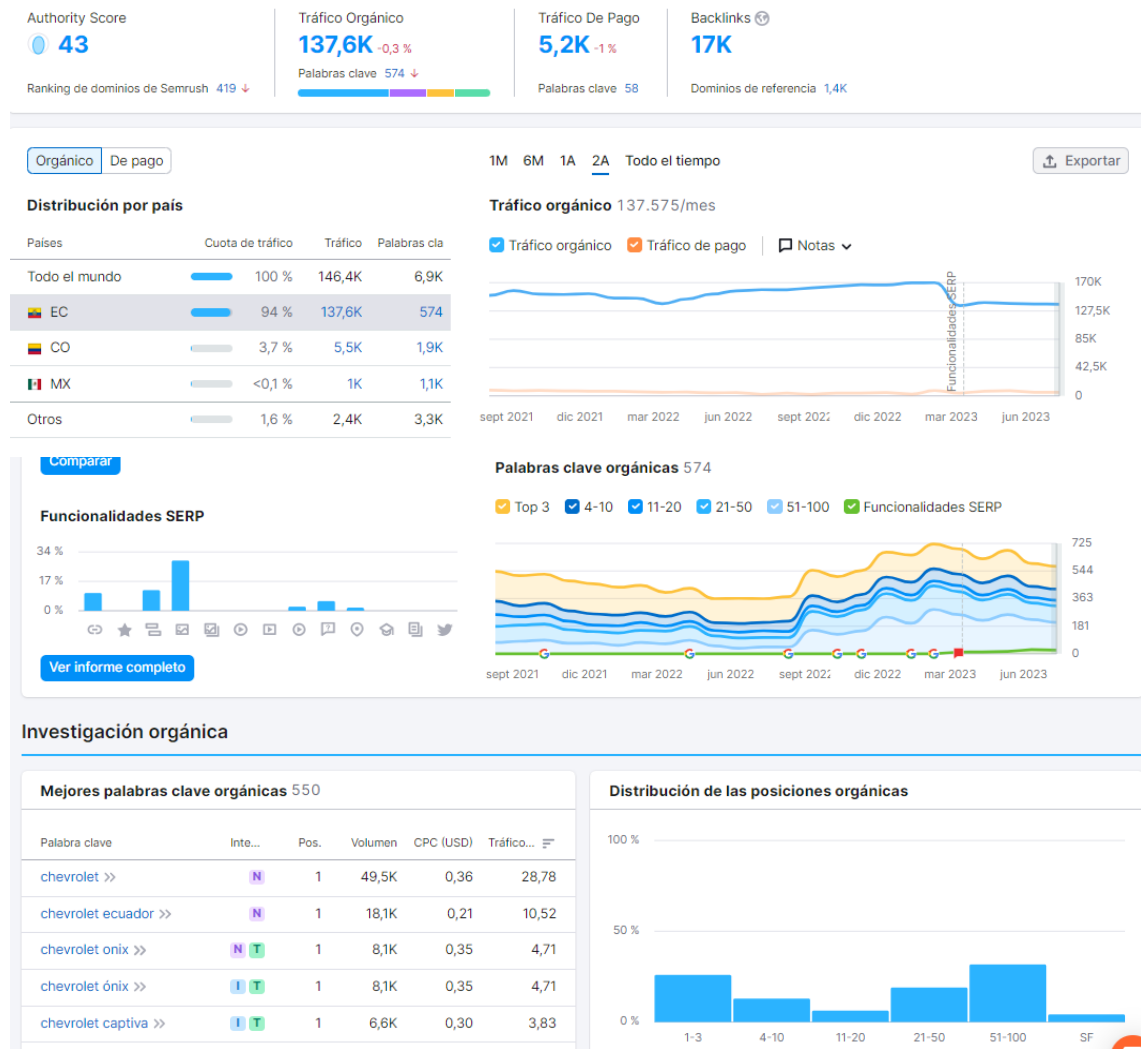 Authority Score
43
Ranking de dominios de Semrush 419 ↓
Tráfico Orgánico
137,6K -0,3 %
Palabras clave 574 ↓
Tráfico De Pago
5,2K -1 %
Palabras clave 58
Backlinks
17K
Dominios de referencia 1,4K
Orgánico De pago
1M 6M 1A 2A Todo el tiempo
Exportar
Distribución por país
Países Cuota de tráfico Tráfico Palabras cla
Todo el mundo 100 % 146,4K 6,9K
EC 94 % 137,6K 574
CO 3,7 % 5,5K 1,9K
MX <0,1 % 1K 1,1K
Otros 1,6 % 2,4K 3,3K
Tráfico orgánico 137.575/mes
Tráfico orgánico Tráfico de pago Notas
Funcionalidades SERP
170K
127,5K
85K
42,5K
0
sept 2021 dic 2021 mar 2022 jun 2022 sept 2022 dic 2022 mar 2023 jun 2023
Comparar
Funcionalidades SERP
34 %
17 %
0 %
Ver informe completo
Palabras clave orgánicas 574
Top 3 4-10 11-20 21-50 51-100 Funcionalidades SERP
725
544
363
181
0
sept 2021 dic 2021 mar 2022 jun 2022 sept 2022 dic 2022 mar 2023 jun 2023
Investigación orgánica
Mejores palabras clave orgánicas 550
Palabra clave Inte... Pos. Volumen CPC (USD) Tráfico...
chevrolet >> N 1 49,5K 0,36 28,78
chevrolet ecuador >> N 1 18,1K 0,21 10,52
chevrolet onix >> N T 1 8,1K 0,35 4,71
chevrolet ónix >> I T 1 8,1K 0,35 4,71
chevrolet captiva >> I T 1 6,6K 0,30 3,83
Distribución de las posiciones orgánicas
100 %
50 %
0 %
1-3 4-10 11-20 21-50 51-100 SF